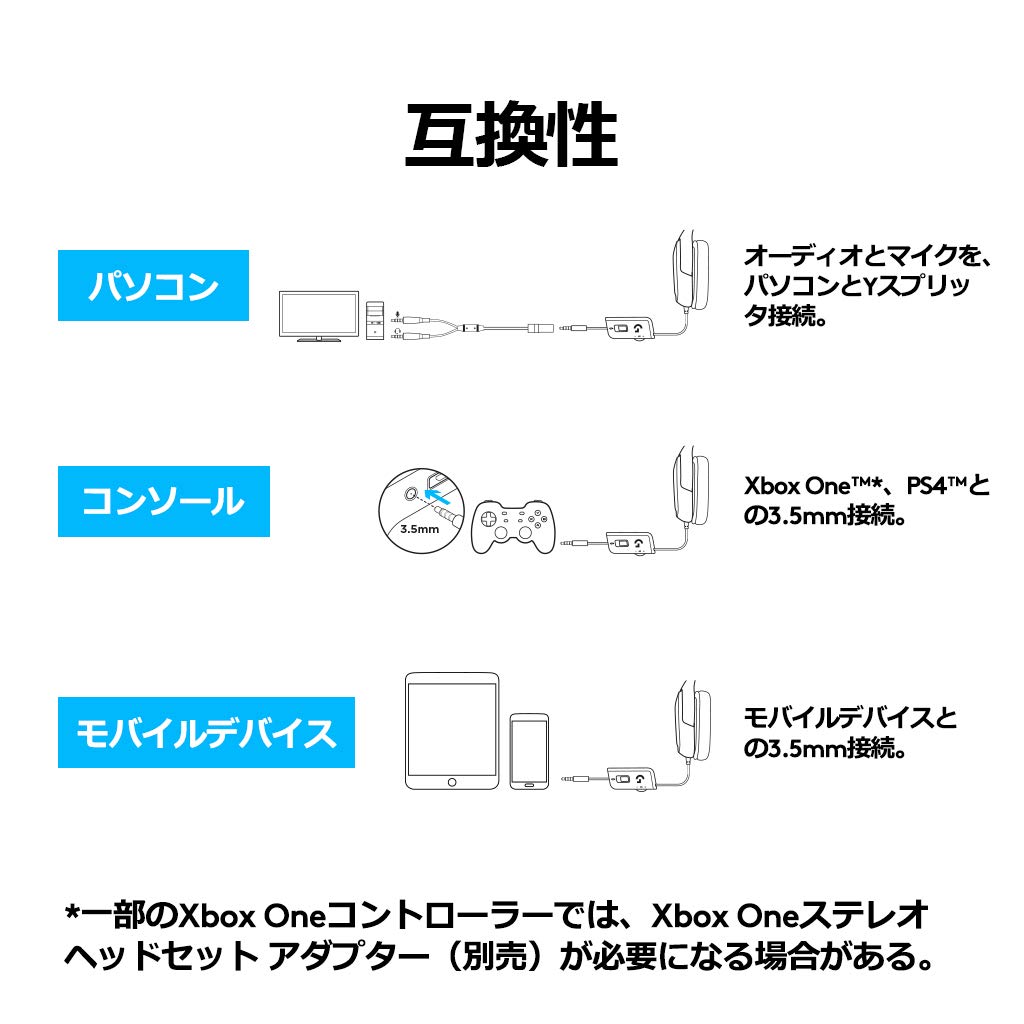 互換性
パソコン
オーディオとマイクを、
パソコンとYスプリッ
タ接続。
コンソール
3.5mm
Xbox One™*、PS4™と
の3.5mm接続。
モバイルデバイス
モバイルデバイスと
の3.5mm接続。
*一部のXbox Oneコントローラーでは、Xbox Oneステレオ
ヘッドセット アダプター（別売）が必要になる場合がある。